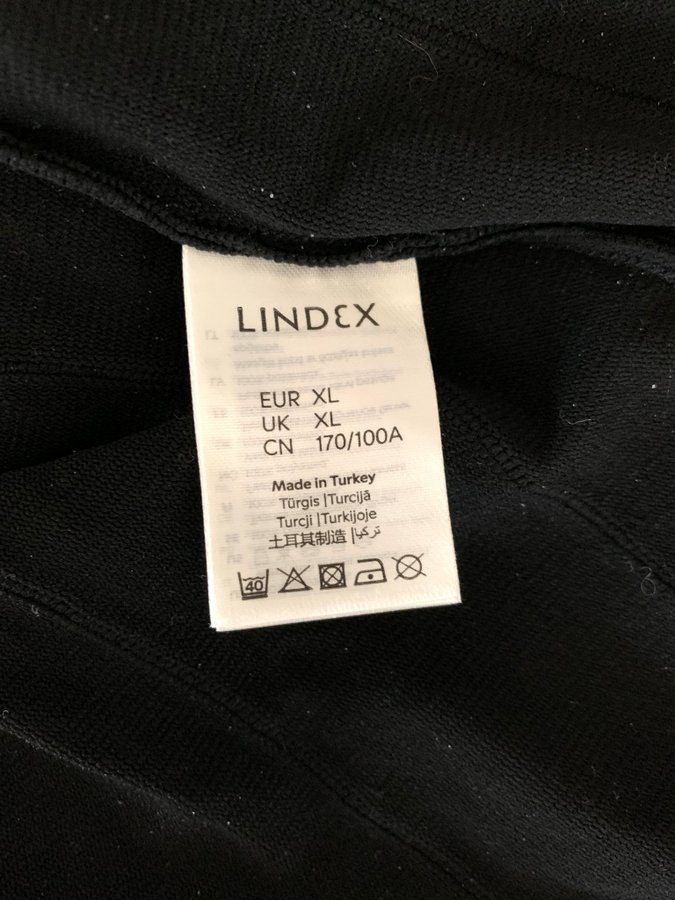 LINDEX
EUR XL
UK XL
CN 170/100A
Made in Turkey
Türgis |Turcijā
Turcji |Turkijoje
土耳其制造 |تركيا
40